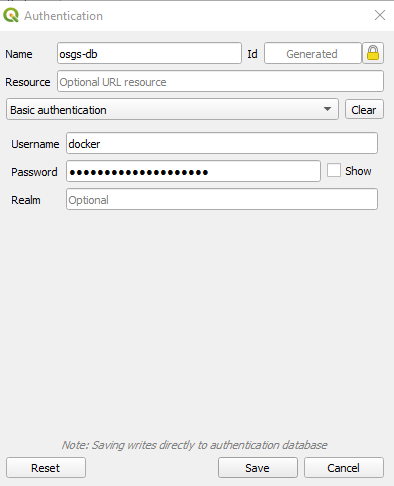 Authentication
Name osgs-db Id Generated
Resource Optional URL resource
Basic authentication Clear
Username docker
Password ●●●●●●●●●●●●●●●●●●●● Show
Realm Optional
Note: Saving writes directly to authentication database
Reset Save Cancel